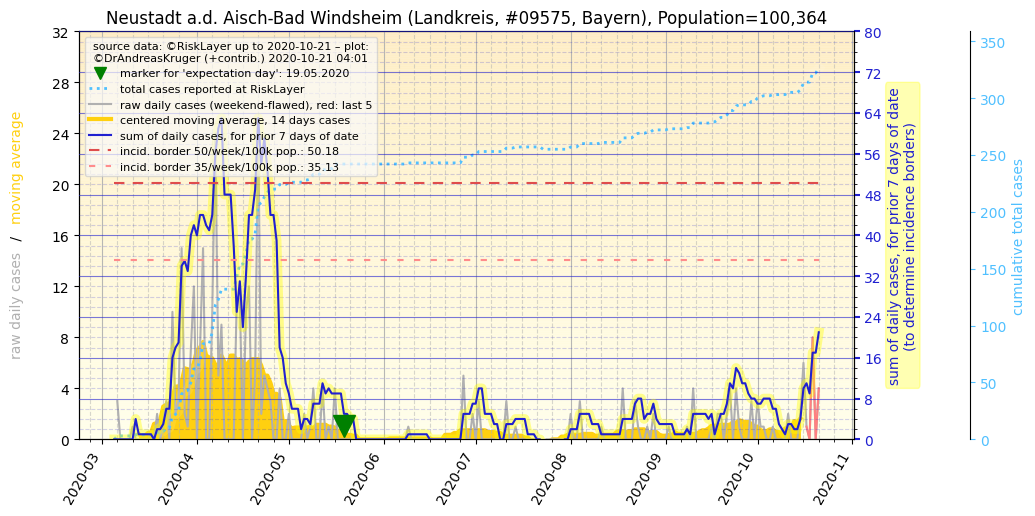 Neustadt a.d. Aisch-Bad Windsheim (Landkreis, #09575, Bayern), Population=100,364
source data: ©RiskLayer up to 2020-10-21 – plot:
©DrAndreasKruger (+contrib.) 2020-10-21 04:01
marker for 'expectation day': 19.05.2020
total cases reported at RiskLayer
raw daily cases (weekend-flawed), red: last 5
centered moving average, 14 days cases
sum of daily cases, for prior 7 days of date
incid. border 50/week/100k pop.: 50.18
incid. border 35/week/100k pop.: 35.13
raw daily cases / moving average
32
28
24
20
16
12
8
4
0
80
72
64
56
48
40
32
24
16
8
0
sum of daily cases, for prior 7 days of date
(to determine incidence borders)
350
300
250
200
150
100
50
0
cumulative total cases
2020-03
2020-04
2020-05
2020-06
2020-07
2020-08
2020-09
2020-10
2020-11